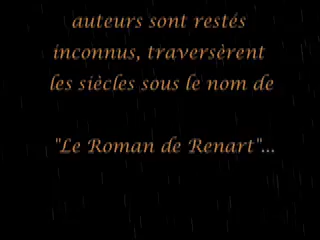 auteurs sont restés
inconnus, traversèrent
les siècles sous le nom de
"Le Roman de Renart"...